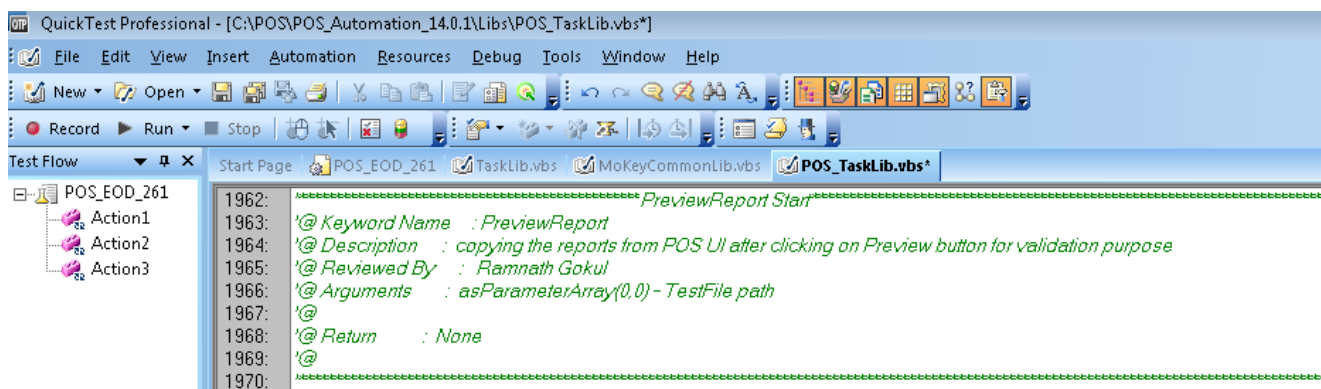 QTP QuickTest Professional - [C:\POS\POS_Automation_14.0.1\Libs\POS_TaskLib.vbs*]
File Edit View Insert Automation Resources Debug Tools Window Help
New Open
Record Run Stop
Test Flow Start Page POS_EOD_261 TaskLib.vbs MoKeyCommonLib.vbs POS_TaskLib.vbs*
POS_EOD_261
Action1
Action2
Action3
1962: '****************************************PreviewReport Start****************************************
1963: '@ Keyword Name : PreviewReport
1964: '@ Description : copying the reports from POS UI after clicking on Preview button for validation purpose
1965: '@ Reviewed By : Ramnath Gokul
1966: '@ Arguments : asParameterArray(0,0) - TestFile path
1967: '@
1968: '@ Return : None
1969: '@
1970: '****************************************************************************************